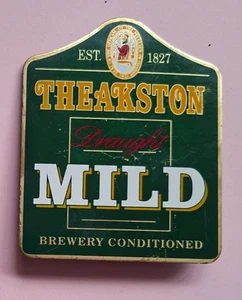 EST. 1827
THEAKSTON
Draught
MILD
BREWERY CONDITIONED